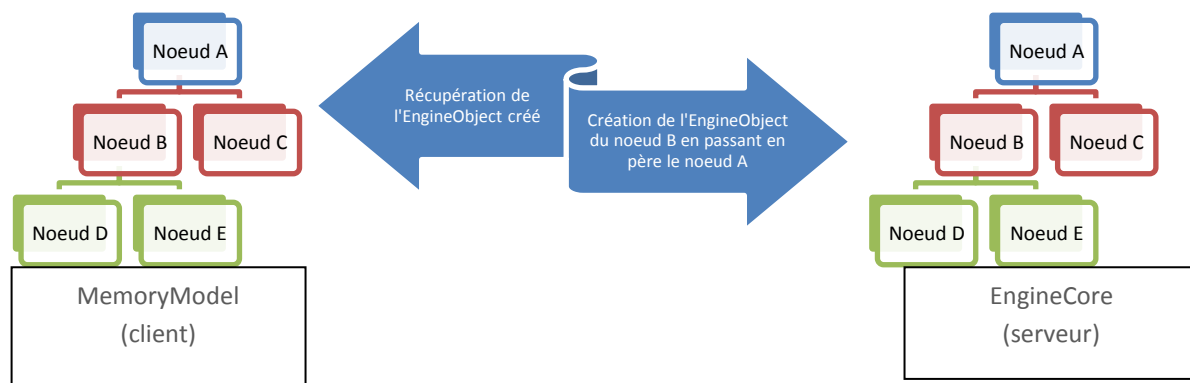 Noeud A
Noeud B
Noeud C
Noeud D
Noeud E
MemoryModel
(client)
Récupération de
l'EngineObject créé
Création de l'EngineObject
du noeud B en passant en
père le noeud A
Noeud A
Noeud B
Noeud C
Noeud D
Noeud E
EngineCore
(serveur)